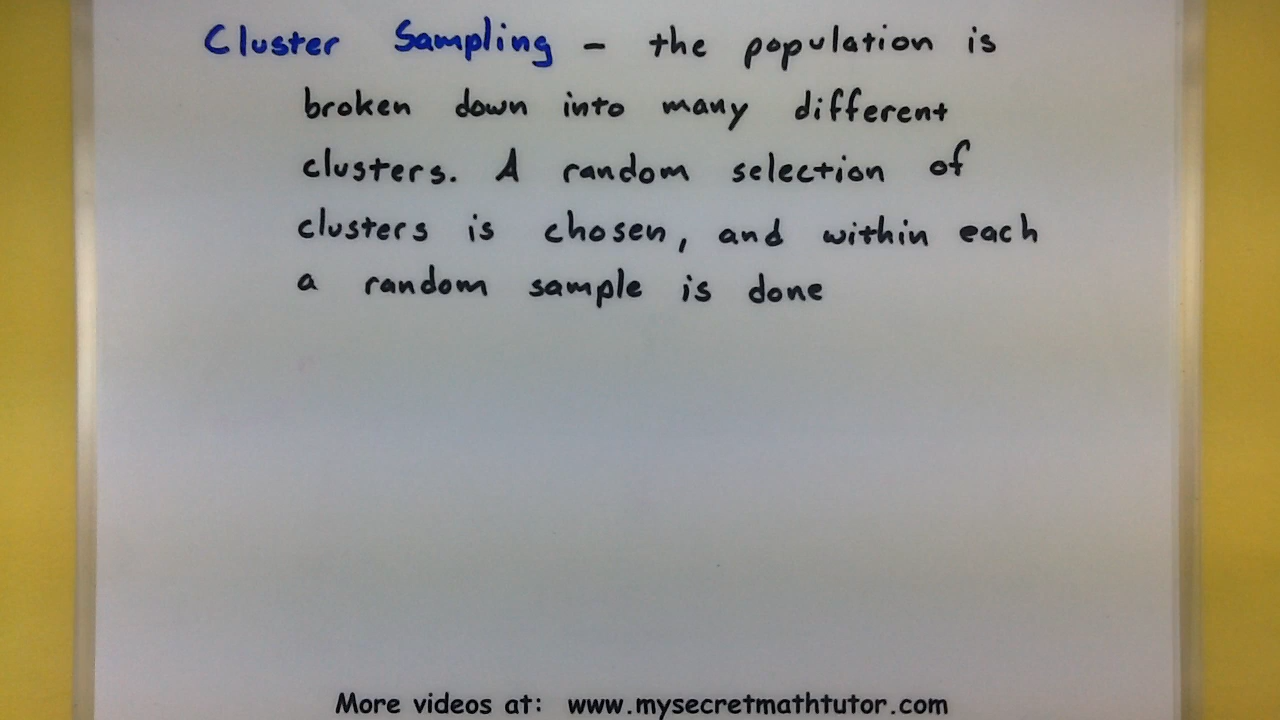 Cluster Sampling - the population is
broken down into many different
clusters. A random selection of
clusters is chosen, and within each
a random sample is done
More videos at: www.mysecretmathtutor.com